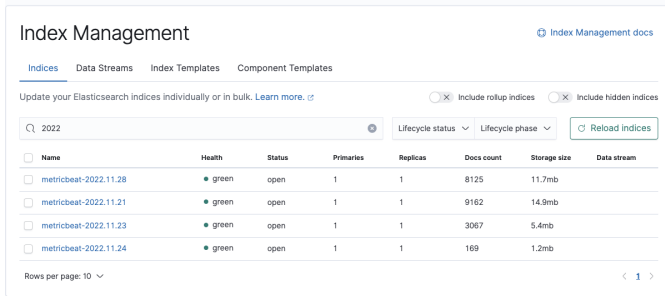 Index Management
Index Management docs
Indices Data Streams Index Templates Component Templates
Update your Elasticsearch indices individually or in bulk. Learn more.
Include rollup indices Include hidden indices
2022 Lifecycle status Lifecycle phase Reload indices
Name Health Status Primaries Replicas Docs count Storage size Data stream
metricbeat-2022.11.28 green open 1 1 8125 11.7mb
metricbeat-2022.11.21 green open 1 1 9162 14.9mb
metricbeat-2022.11.23 green open 1 1 3067 5.4mb
metricbeat-2022.11.24 green open 1 1 169 1.2mb
Rows per page: 10 1